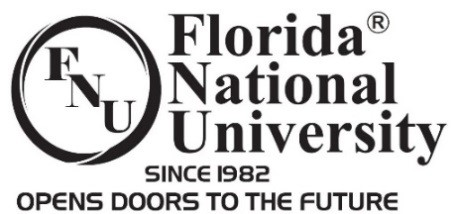 FNU
Florida®
National
University
SINCE 1982
OPENS DOORS TO THE FUTURE